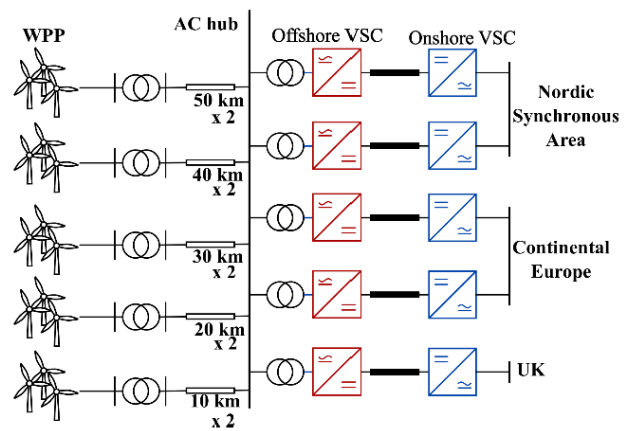 WPP
AC hub
Offshore VSC
Onshore VSC
50 km
x 2
Nordic
Synchronous
Area
40 km
x 2
30 km
x 2
Continental
Europe
20 km
x 2
10 km
x 2
UK